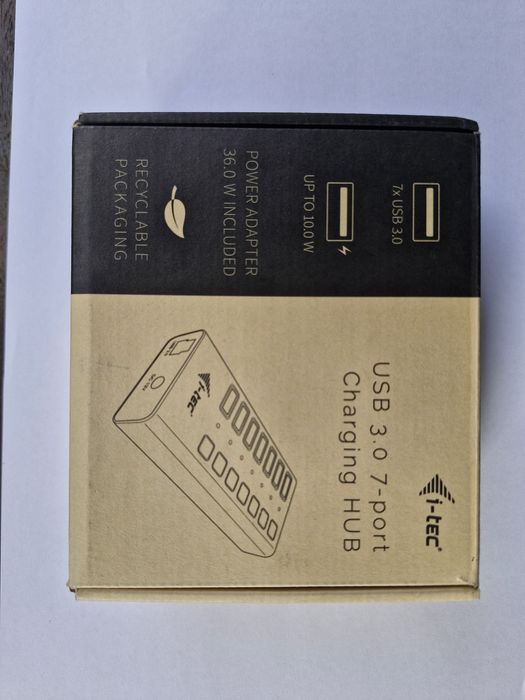 i-tec®
USB 3.0 7-port
Charging HUB
i-tec
7x USB 3.0
UP TO 10.0 W
POWER ADAPTER
36.0 W INCLUDED
RECYCLABLE
PACKAGING